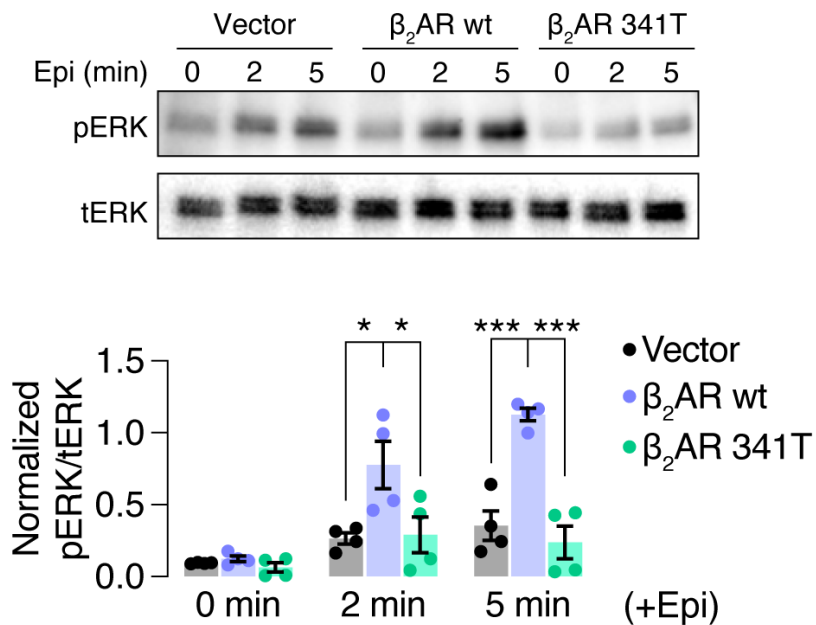 Vector β₂AR wt β₂AR 341T
Epi (min) 0 2 5 0 2 5 0 2 5
pERK
tERK
* * *** ***
Normalized
pERK/tERK
1.5
1.0
0.5
0.0
0 min 2 min 5 min (+Epi)
Vector
β₂AR wt
β₂AR 341T